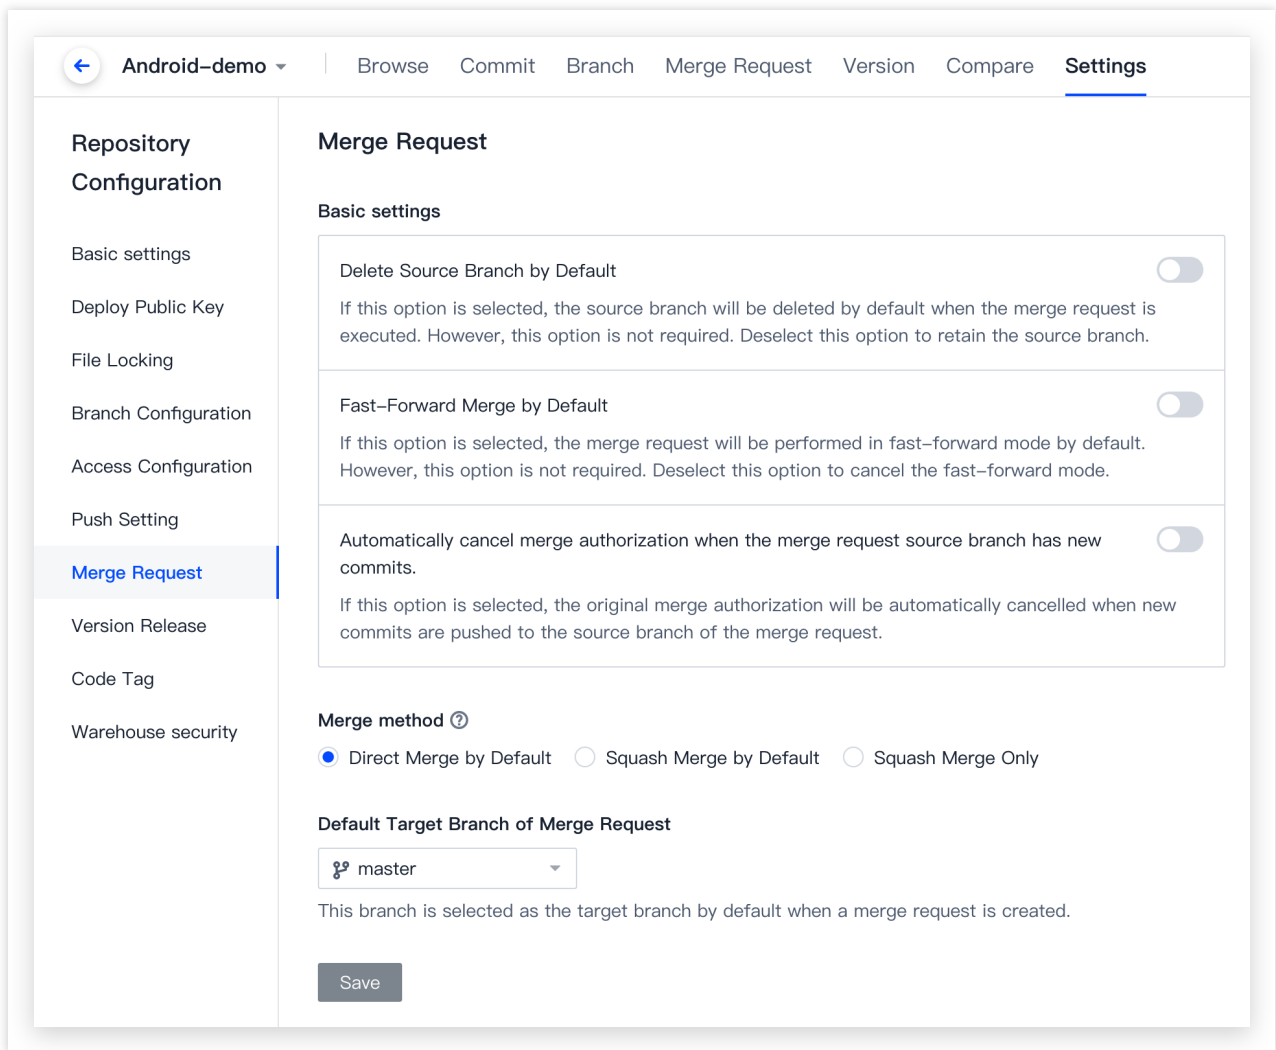 Android-demo
Browse
Commit
Branch
Merge Request
Version
Compare
Settings
Repository
Configuration
Basic settings
Deploy Public Key
File Locking
Branch Configuration
Access Configuration
Push Setting
Merge Request
Version Release
Code Tag
Warehouse security
Merge Request
Basic settings
Delete Source Branch by Default
If this option is selected, the source branch will be deleted by default when the merge request is
executed. However, this option is not required. Deselect this option to retain the source branch.
Fast-Forward Merge by Default
If this option is selected, the merge request will be performed in fast-forward mode by default.
However, this option is not required. Deselect this option to cancel the fast-forward mode.
Automatically cancel merge authorization when the merge request source branch has new
commits.
If this option is selected, the original merge authorization will be automatically cancelled when new
commits are pushed to the source branch of the merge request.
Merge method
Direct Merge by Default
Squash Merge by Default
Squash Merge Only
Default Target Branch of Merge Request
master
This branch is selected as the target branch by default when a merge request is created.
Save